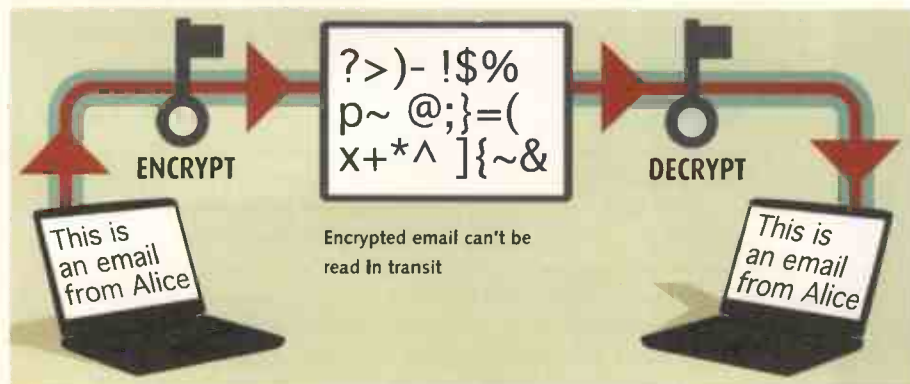 ?>)- !$%
p~ @;}=(
x+*^ ]{~&
ENCRYPT
DECRYPT
This is
an email
from Alice
Encrypted email can't be
read in transit
This is
an email
from Alice